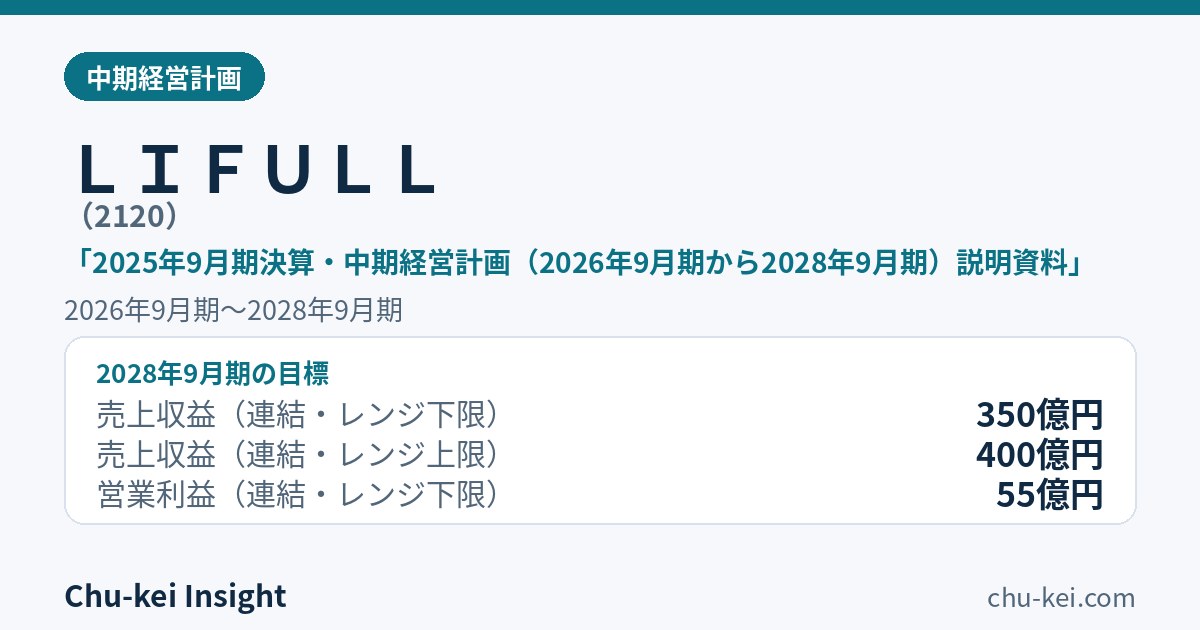 中期経営計画
ＬＩＦＵＬＬ
（2120）
「2025年9月期決算・中期経営計画（2026年9月期から2028年9月期）説明資料」
2026年9月期～2028年9月期
2028年9月期の目標
売上収益（連結・レンジ下限） 350億円
売上収益（連結・レンジ上限） 400億円
営業利益（連結・レンジ下限） 55億円
Chu-kei Insight
chu-kei.com